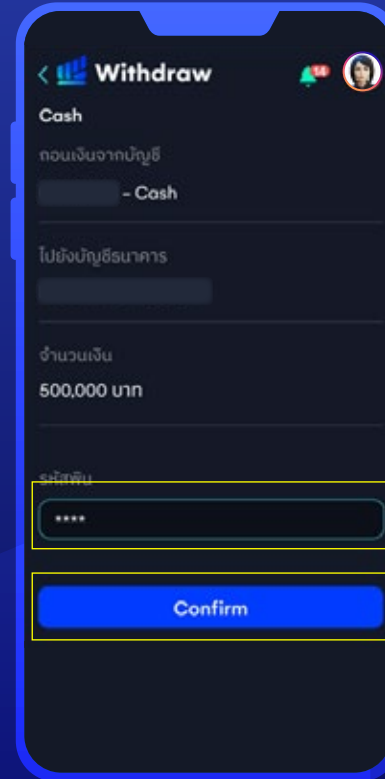 Withdraw
14
Cash
ถอนเงินจากบัญชี
– Cash
ไปยังบัญชีธนาคาร
จำนวนเงิน
500,000 บาท
รหัสพิน
****
Confirm